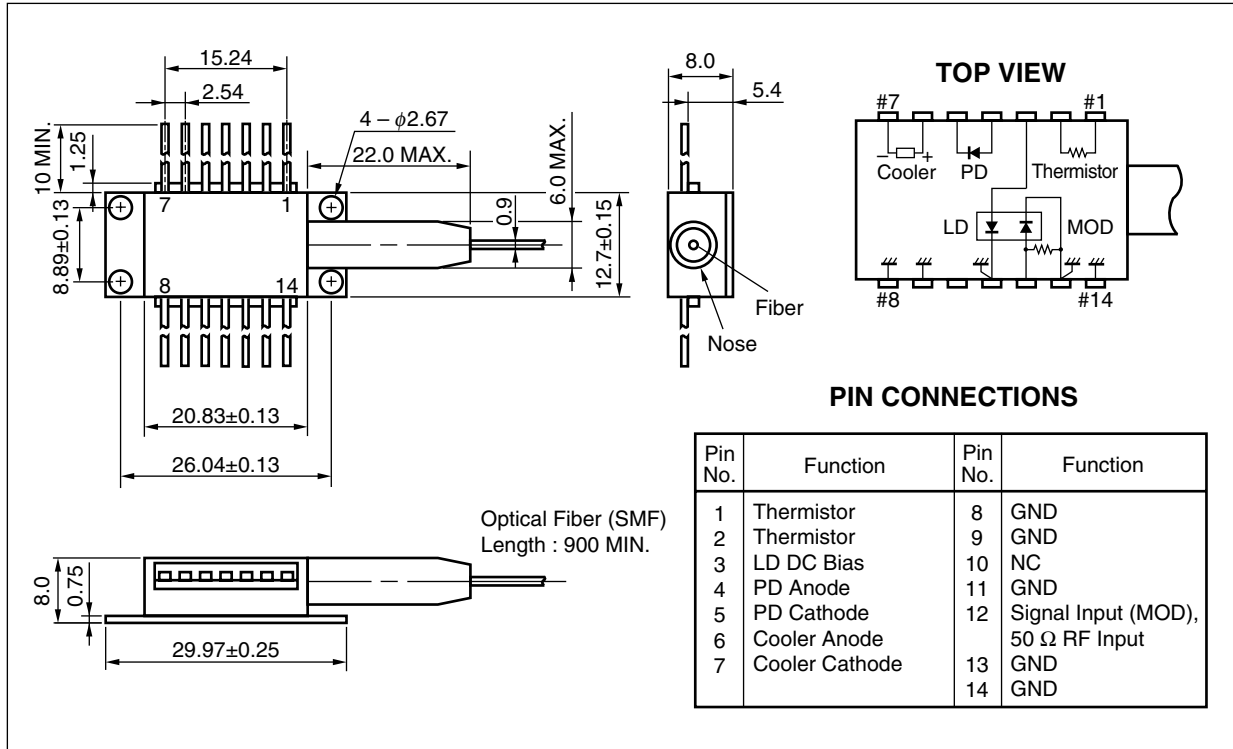 15.24
2.54
4 – φ2.67
22.0 MAX.
10 MIN.
1.25
7
1
8.89±0.13
8
14
0.9
6.0 MAX.
12.7±0.15
20.83±0.13
26.04±0.13
8.0
5.4
Fiber
Nose
TOP VIEW
#7
#1
– +
Cooler
PD
Thermistor
LD
MOD
#8
#14
Optical Fiber (SMF)
Length : 900 MIN.
8.0
0.75
29.97±0.25
PIN CONNECTIONS
Pin No. Function Pin No. Function
1 Thermistor 8 GND
2 Thermistor 9 GND
3 LD DC Bias 10 NC
4 PD Anode 11 GND
5 PD Cathode 12 Signal Input (MOD),
6 Cooler Anode 50 Ω RF Input
7 Cooler Cathode 13 GND
14 GND